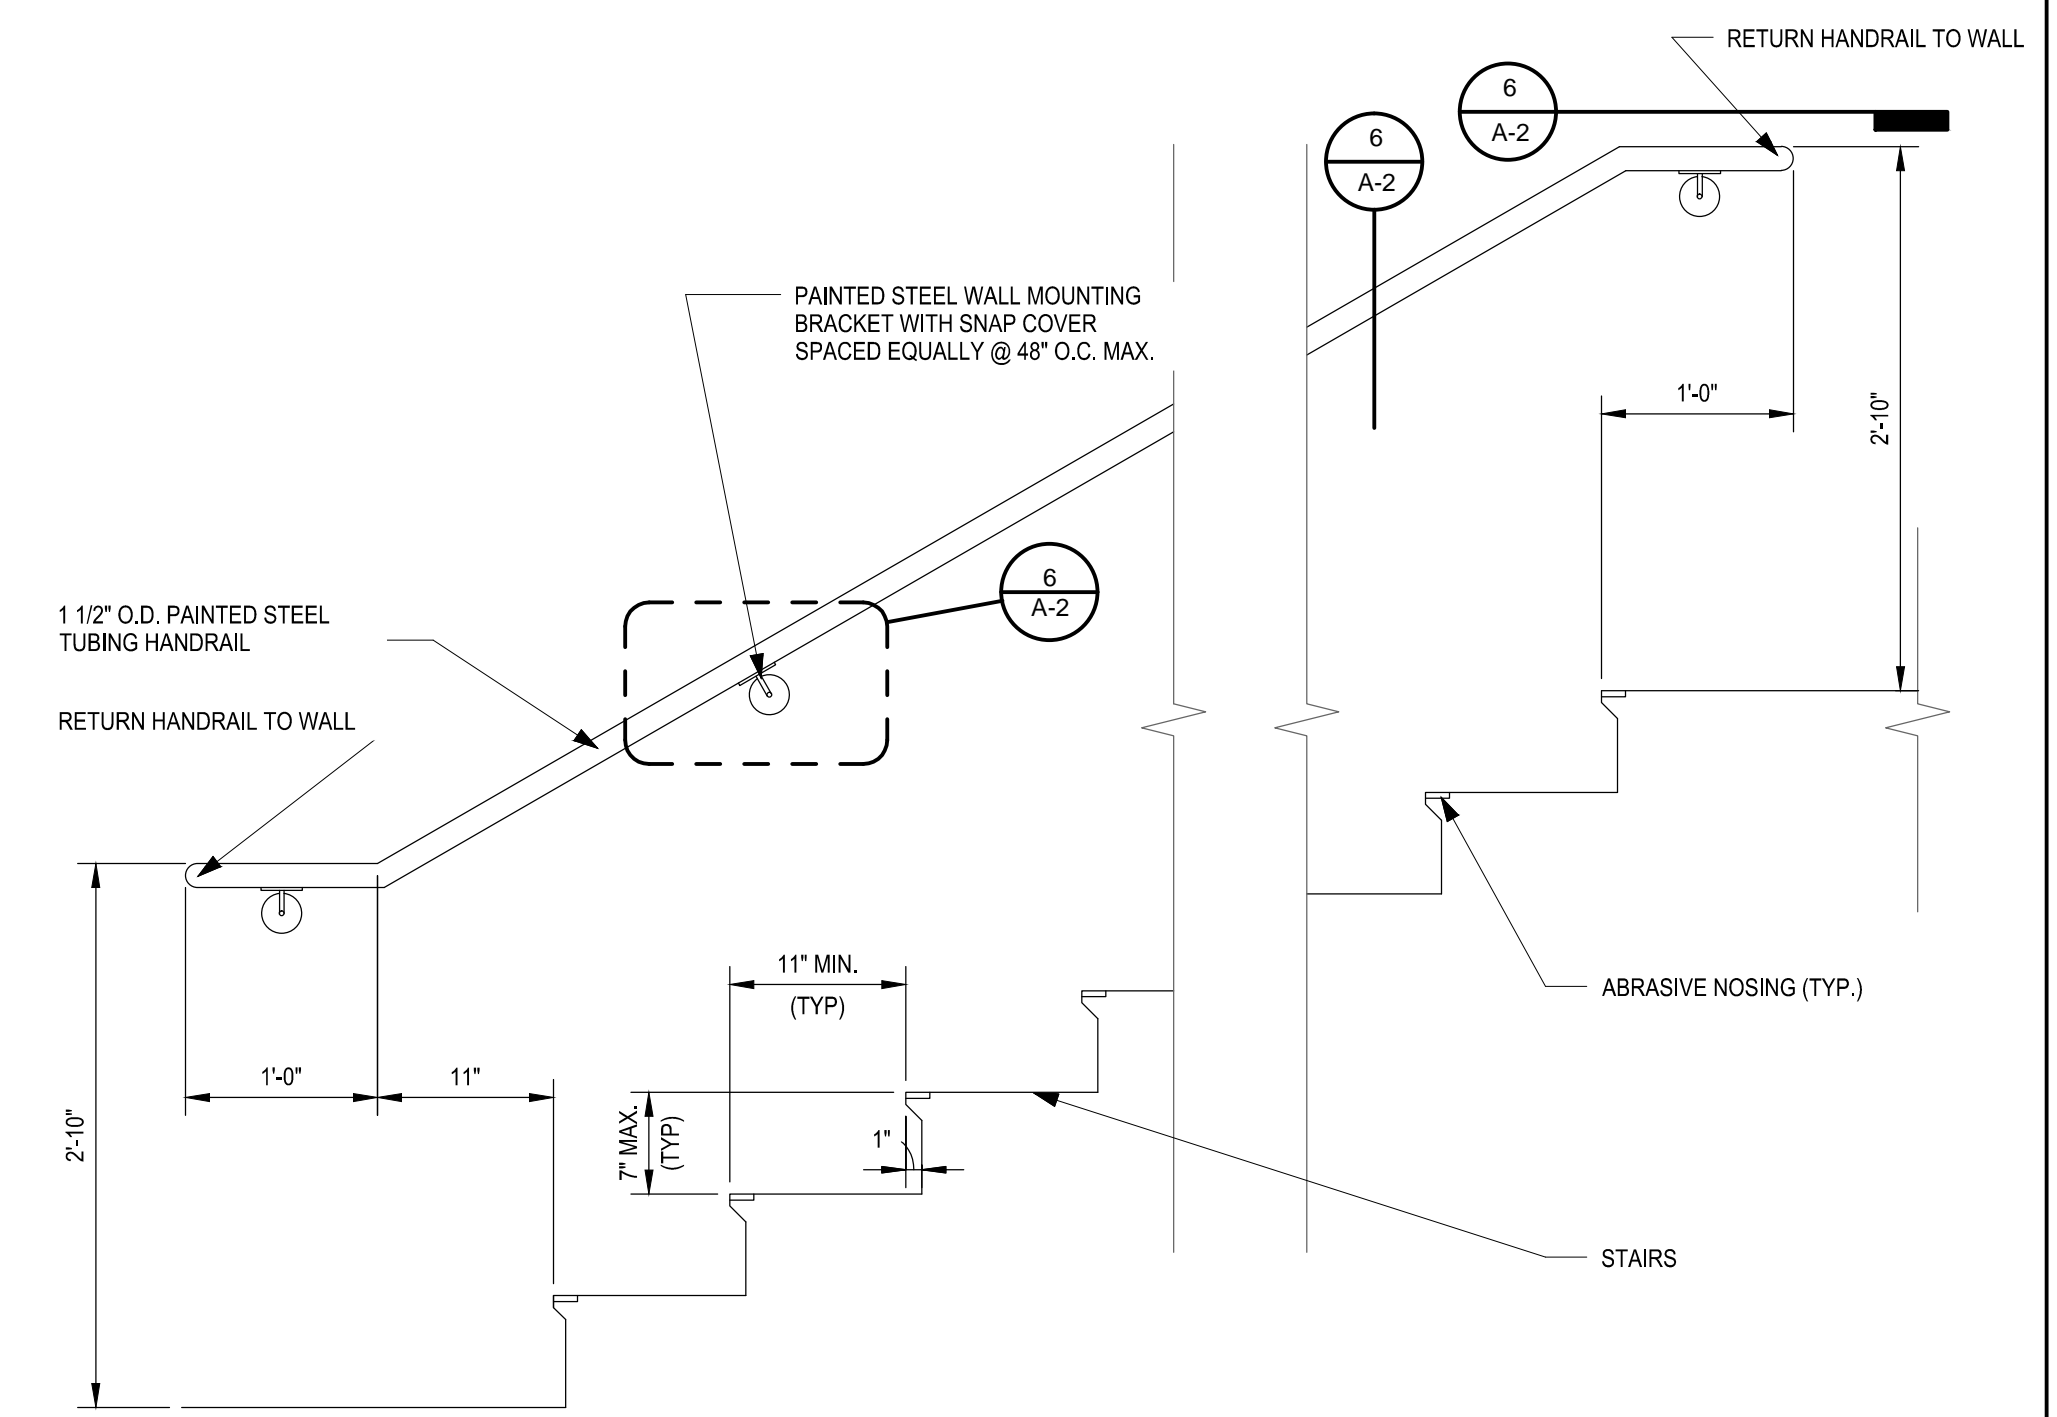 RETURN HANDRAIL TO WALL
6
A-2
6
A-2
PAINTED STEEL WALL MOUNTING
BRACKET WITH SNAP COVER
SPACED EQUALLY @ 48" O.C. MAX.
1'-0"
2'-10"
6
A-2
1 1/2" O.D. PAINTED STEEL
TUBING HANDRAIL
RETURN HANDRAIL TO WALL
11" MIN.
(TYP)
ABRASIVE NOSING (TYP.)
1'-0"
11"
2'-10"
7" MAX.
(TYP)
1"
STAIRS